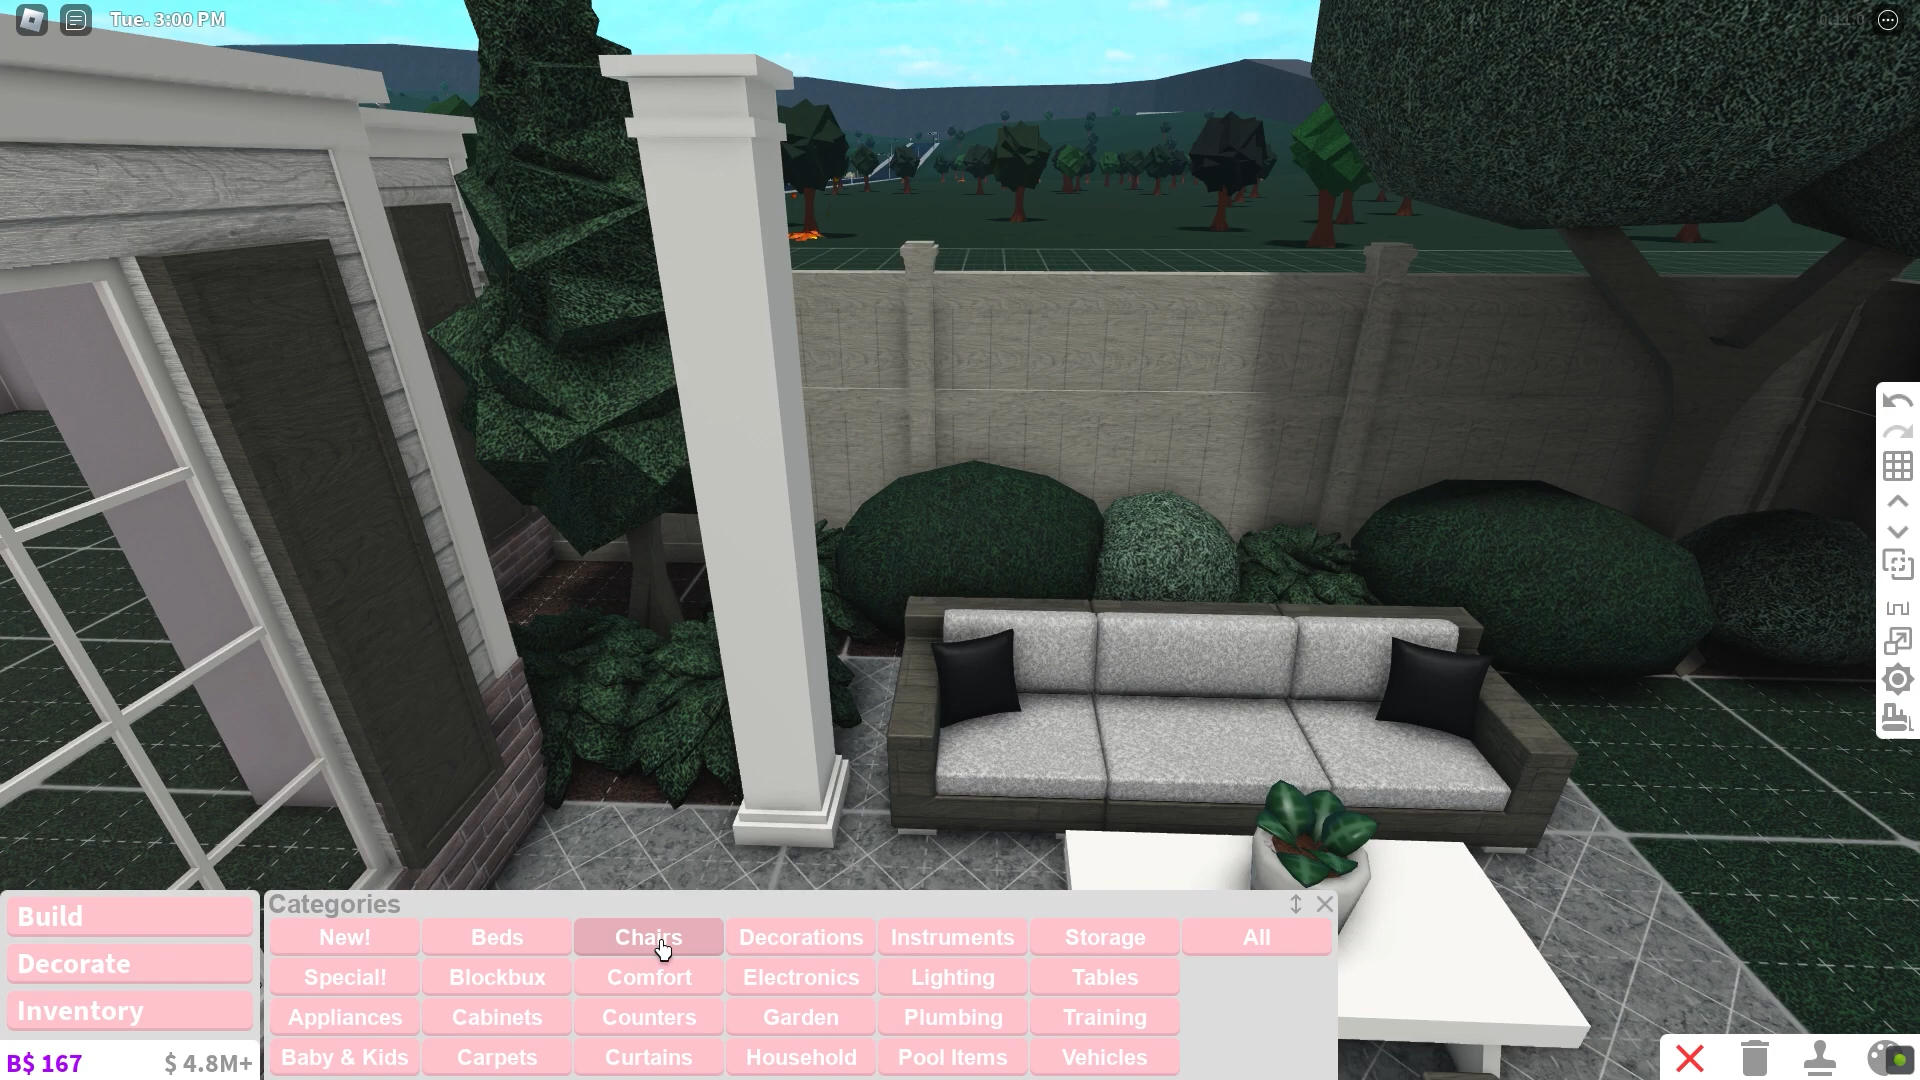 Tue. 3:00 PM
Build
Decorate
Inventory
B$ 167
$ 4.8M+
Categories
New!
Beds
Chairs
Decorations
Instruments
Storage
All
Special!
Blockbux
Comfort
Electronics
Lighting
Tables
Appliances
Cabinets
Counters
Garden
Plumbing
Training
Baby & Kids
Carpets
Curtains
Household
Pool Items
Vehicles